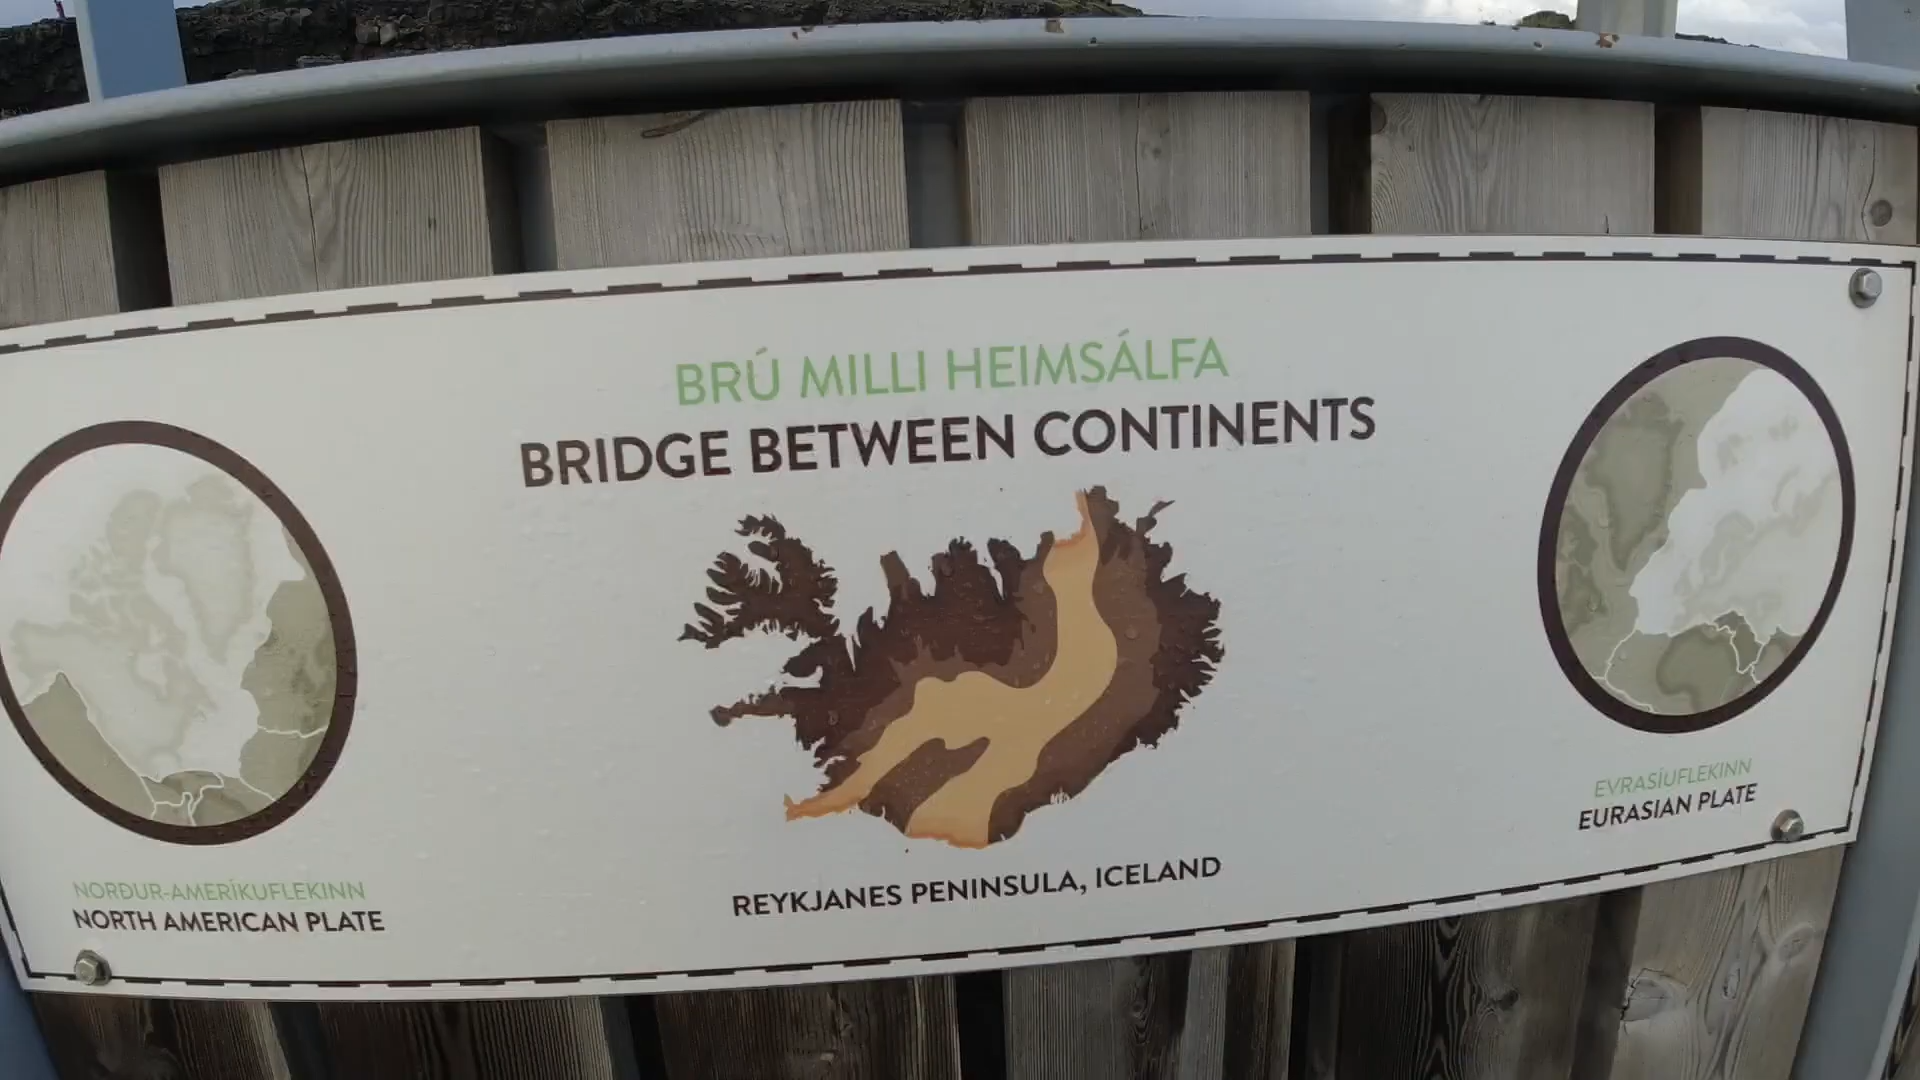 BRÚ MILLI HEIMSÁLFA
BRIDGE BETWEEN CONTINENTS
NORÐUR-AMERÍKUFLEKINN
NORTH AMERICAN PLATE
REYKJANES PENINSULA, ICELAND
EVRASÍUFLEKINN
EURASIAN PLATE